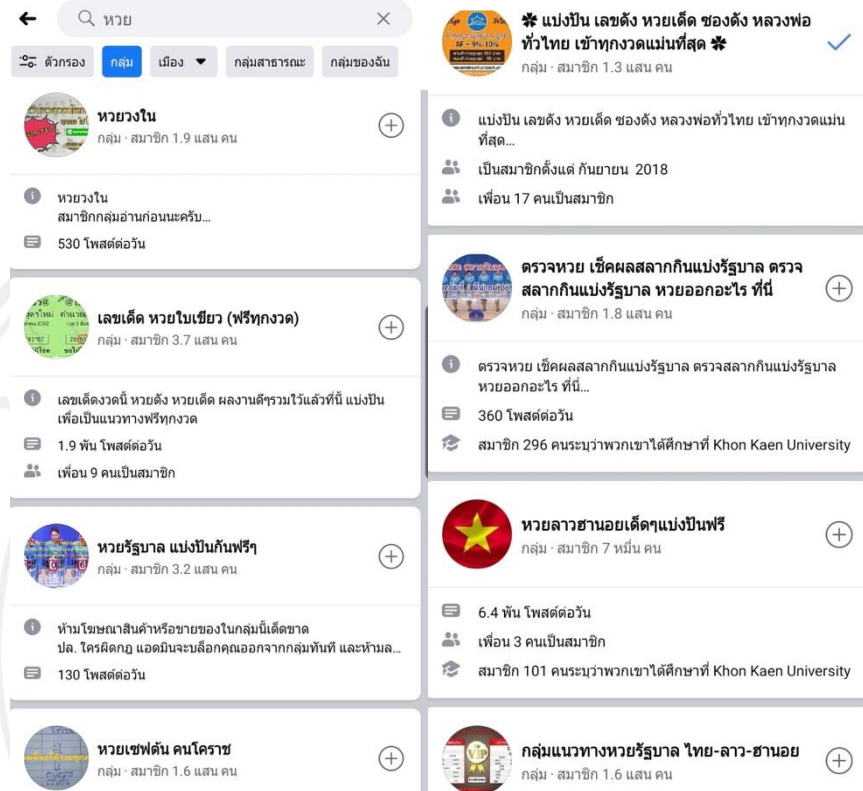 หวย
ตัวกรอง
กลุ่ม
เมือง
กลุ่มสาธารณะ
กลุ่มของฉัน
หวยวงใน
กลุ่ม · สมาชิก 1.9 แสน คน
หวยวงใน
สมาชิกกลุ่มอ่านก่อนนะครับ...
530 โพสต์ต่อวัน
เลขเด็ด หวยใบเขียว (ฟรีทุกงวด)
กลุ่ม · สมาชิก 3.7 แสน คน
เลขเด็ดงวดนี้ หวยดัง หวยเด็ด ผลงานดีๆรวมใว้แล้วที่นี้ แบ่งปัน
เพื่อเป็นแนวทางฟรีทุกงวด
1.9 พัน โพสต์ต่อวัน
เพื่อน 9 คนเป็นสมาชิก
หวยรัฐบาล แบ่งปันกันฟรีๆ
กลุ่ม · สมาชิก 3.2 แสน คน
ห้ามโฆษณาสินค้าหรือขายของในกลุ่มนี้เด็ดขาด
ปล. ใครผิดกฎ แอดมินจะบล็อกคุณออกจากกลุ่มทันที และห้ามล...
130 โพสต์ต่อวัน
หวยเชฟตัน คนโคราช
กลุ่ม · สมาชิก 1.6 แสน คน
✽ แบ่งปัน เลขดัง หวยเด็ด ซองดัง หลวงพ่อ
ทั่วไทย เข้าทุกงวดแม่นที่สุด ✽
กลุ่ม · สมาชิก 1.3 แสน คน
แบ่งปัน เลขดัง หวยเด็ด ซองดัง หลวงพ่อทั่วไทย เข้าทุกงวดแม่น
ที่สุด...
เป็นสมาชิกตั้งแต่ กันยายน 2018
เพื่อน 17 คนเป็นสมาชิก
ตรวจหวย เช็คผลสลากกินแบ่งรัฐบาล ตรวจ
สลากกินแบ่งรัฐบาล หวยออกอะไร ที่นี่
กลุ่ม · สมาชิก 1.8 แสน คน
ตรวจหวย เช็คผลสลากกินแบ่งรัฐบาล ตรวจสลากกินแบ่งรัฐบาล
หวยออกอะไร ที่นี่...
360 โพสต์ต่อวัน
สมาชิก 296 คนระบุว่าพวกเขาได้ศึกษาที่ Khon Kaen University
หวยลาวฮานอยเด็ดๆแบ่งปันฟรี
กลุ่ม · สมาชิก 7 หมื่น คน
6.4 พัน โพสต์ต่อวัน
เพื่อน 3 คนเป็นสมาชิก
สมาชิก 101 คนระบุว่าพวกเขาได้ศึกษาที่ Khon Kaen University
VIP
กลุ่มแนวทางหวยรัฐบาล ไทย-ลาว-ฮานอย
กลุ่ม · สมาชิก 1.6 แสน คน